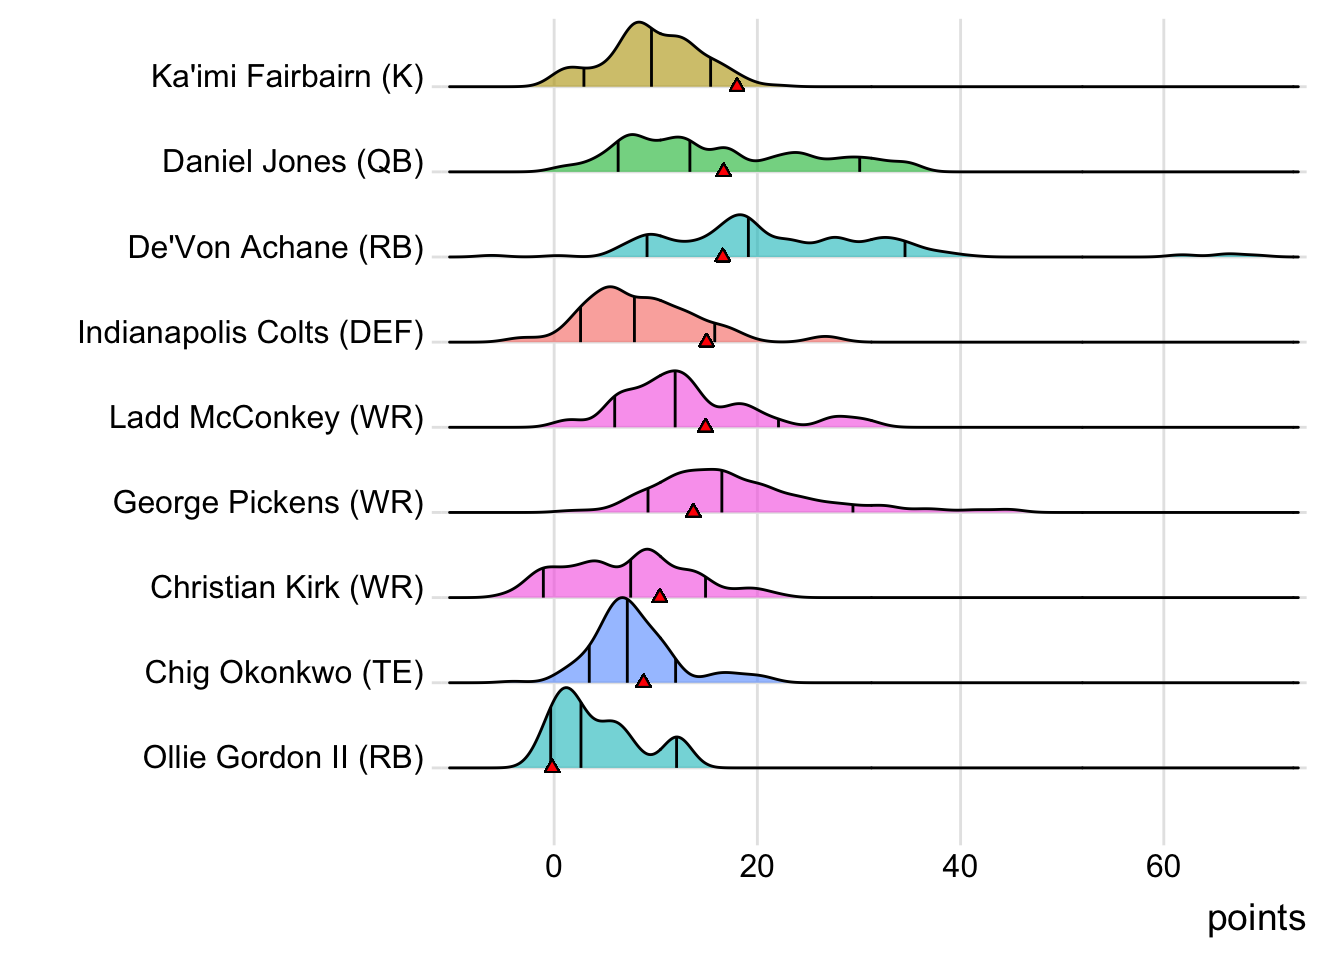 Ka'imi Fairbairn (K)
Daniel Jones (QB)
De'Von Achane (RB)
Indianapolis Colts (DEF)
Ladd McConkey (WR)
George Pickens (WR)
Christian Kirk (WR)
Chig Okonkwo (TE)
Ollie Gordon II (RB)
0 20 40 60
points